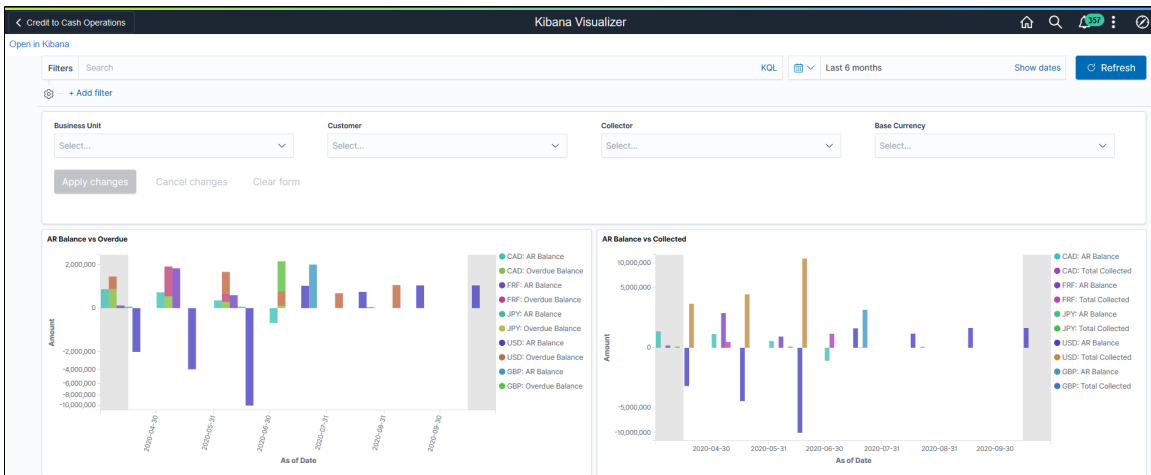 Credit to Cash Operations
Kibana Visualizer
357
Open in Kibana
Filters Search KQL Last 6 months Show dates Refresh
+ Add filter
Business Unit Customer Collector Base Currency
Select... Select... Select... Select...
Apply changes Cancel changes Clear form
AR Balance vs Overdue
2,000,000
0
-2,000,000
-4,000,000
-6,000,000
-8,000,000
-10,000,000
Amount
2020-04-30 2020-05-31 2020-06-30 2020-07-31 2020-08-31 2020-09-30
As of Date
CAD: AR Balance
CAD: Overdue Balance
FRF: AR Balance
FRF: Overdue Balance
JPY: AR Balance
JPY: Overdue Balance
USD: AR Balance
USD: Overdue Balance
GBP: AR Balance
GBP: Overdue Balance
AR Balance vs Collected
10,000,000
5,000,000
0
-5,000,000
-10,000,000
Amount
2020-04-30 2020-05-31 2020-06-30 2020-07-31 2020-08-31 2020-09-30
As of Date
CAD: AR Balance
CAD: Total Collected
FRF: AR Balance
FRF: Total Collected
JPY: AR Balance
JPY: Total Collected
USD: AR Balance
USD: Total Collected
GBP: AR Balance
GBP: Total Collected